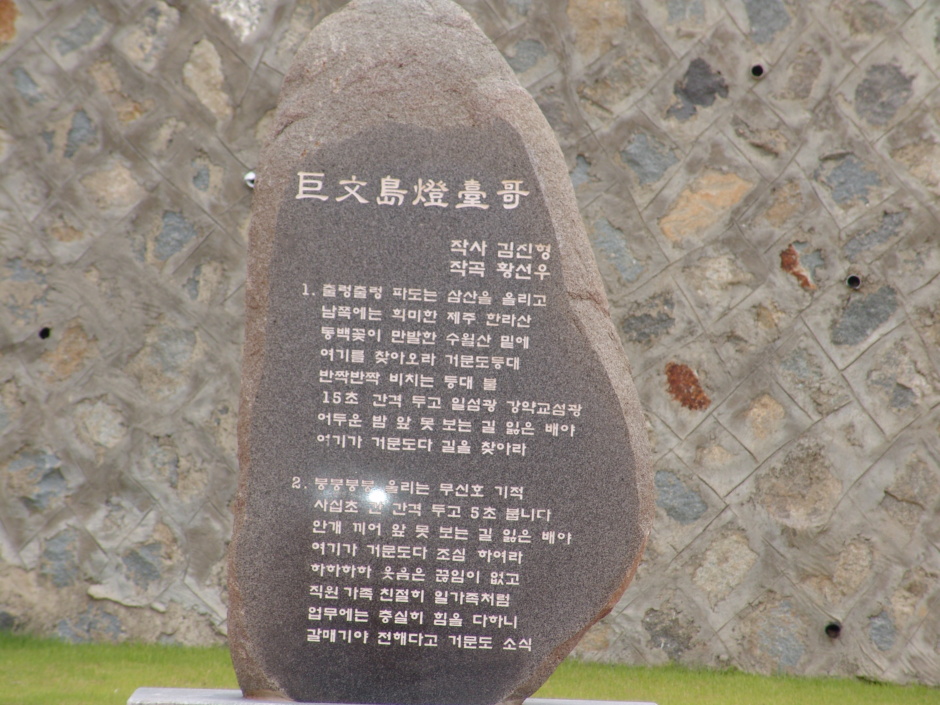 巨文島燈臺哥
작사 김진형
작곡 황선우
1. 출렁출렁 파도는 삼산을 울리고
남쪽에는 희미한 제주 한라산
동백꽃이 만발한 수월산 밑에
여기를 찾아오라 거문도등대
반짝반짝 비치는 등대 불
15초 간격 두고 일섬광 강약교섬광
어두운 밤 앞 못 보는 길 잃은 배야
여기가 거문도다 길을 찾아라
2. 붕붕붕붕 울리는 무신호 기적
사십초 간 간격 두고 5초 붑니다
안개 끼어 앞 못 보는 길 잃은 배야
여기가 거문도다 조심 하여라
하하하하 웃음은 끊임이 없고
직원 가족 친절히 일가족처럼
업무에는 충실히 힘을 다하니
갈매기야 전해다고 거문도 소식